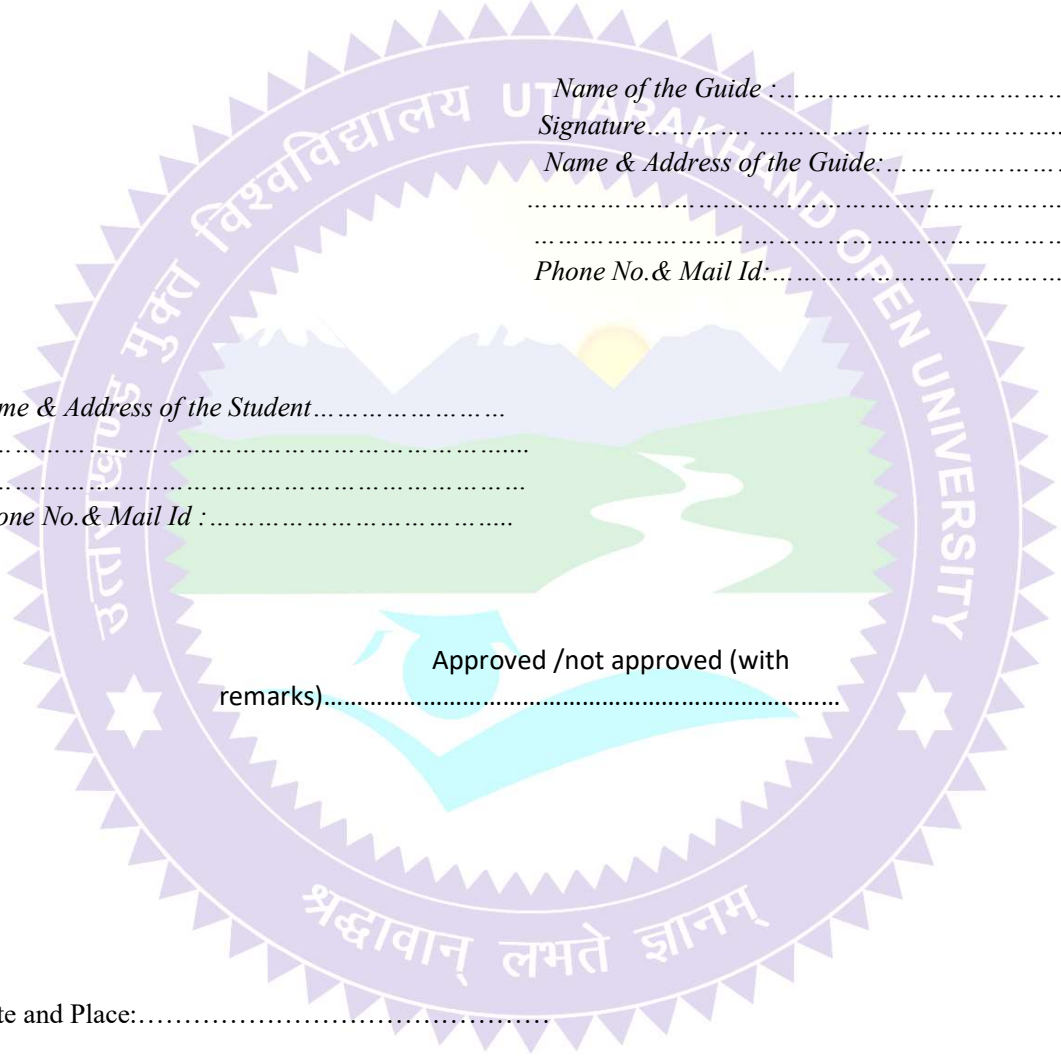 Name of the Guide :…………………………….
Signature………. ………………………………..
Name & Address of the Guide:………………….
…………………………………………………………
…………………………………………………………
Phone No.& Mail Id:………………………………
me & Address of the Student……………………
………………………………………………………....
…………………………………………………………
one No.& Mail Id :……………………………….....
Approved /not approved (with
remarks)……………………………………………………………
te and Place:………………………………………
उत्तराखण्ड मुक्त विश्वविद्यालय UTTARAKHAND OPEN UNIVERSITY
श्रद्धावान् लभते ज्ञानम्